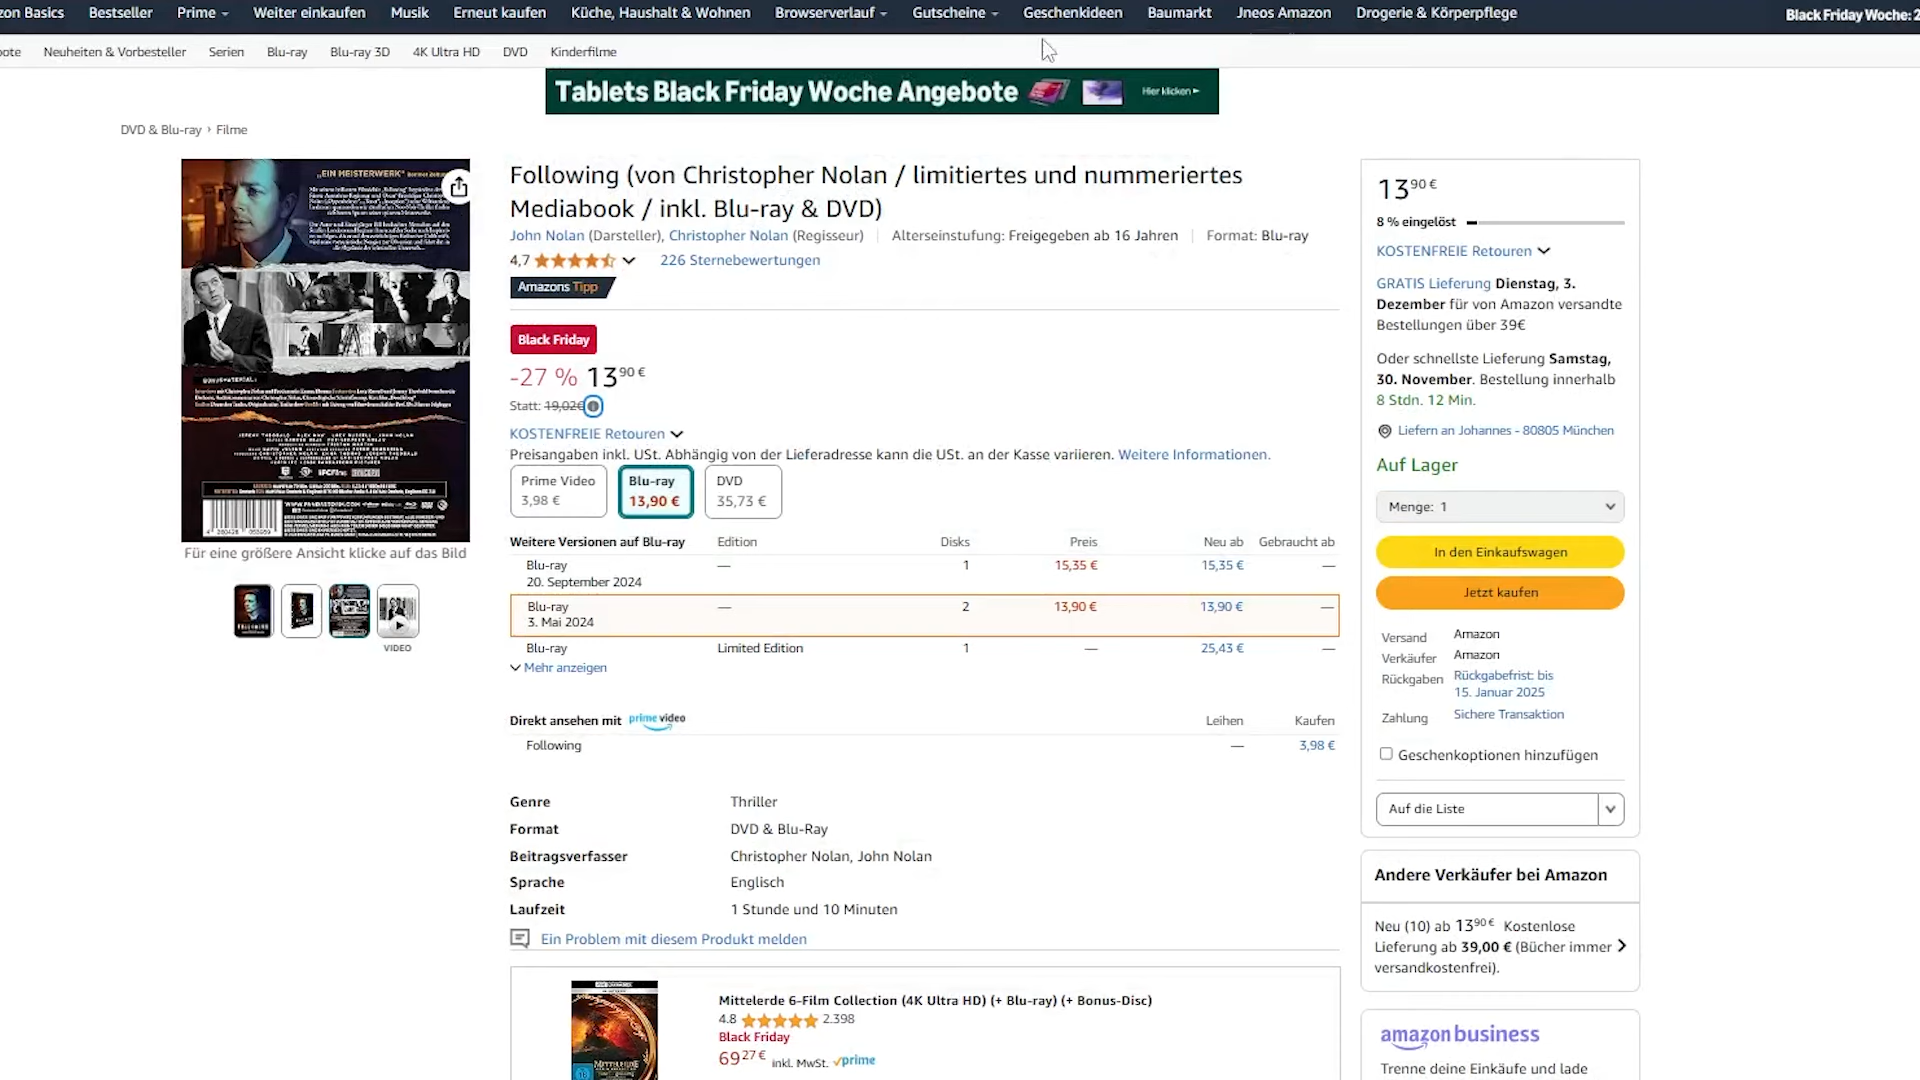 zon Basics Bestseller Prime Weiter einkaufen Musik Erneut kaufen Küche, Haushalt & Wohnen Browserverlauf Gutscheine Geschenkideen Baumarkt Jneos Amazon Drogerie & Körperpflege Black Friday Woche: 2
ote Neuheiten & Vorbesteller Serien Blu-ray Blu-ray 3D 4K Ultra HD DVD Kinderfilme
Tablets Black Friday Woche Angebote Hier klicken
DVD & Blu-ray › Filme
„EIN MEISTERWERK"
BONUSMATERIAL:
Für eine größere Ansicht klicke auf das Bild
VIDEO
Following (von Christopher Nolan / limitiertes und nummeriertes
Mediabook / inkl. Blu-ray & DVD)
John Nolan (Darsteller), Christopher Nolan (Regisseur) Alterseinstufung: Freigegeben ab 16 Jahren Format: Blu-ray
4,7 226 Sternebewertungen
Amazons Tipp
Black Friday
-27 % 13 90 €
Statt: 19,02€
KOSTENFREIE Retouren
Preisangaben inkl. USt. Abhängig von der Lieferadresse kann die USt. an der Kasse variieren. Weitere Informationen.
Prime Video Blu-ray DVD
3,98 € 13,90 € 35,73 €
Weitere Versionen auf Blu-ray Edition Disks Preis Neu ab Gebraucht ab
Blu-ray — 1 15,35 € 15,35 € —
20. September 2024
Blu-ray — 2 13,90 € 13,90 € —
3. Mai 2024
Blu-ray Limited Edition 1 — 25,43 € —
Mehr anzeigen
Direkt ansehen mit prime video Leihen Kaufen
Following — 3,98 €
Genre Thriller
Format DVD & Blu-Ray
Beitragsverfasser Christopher Nolan, John Nolan
Sprache Englisch
Laufzeit 1 Stunde und 10 Minuten
Ein Problem mit diesem Produkt melden
Mittelerde 6-Film Collection (4K Ultra HD) (+ Blu-ray) (+ Bonus-Disc)
4.8 2.398
Black Friday
69 27 € inkl. MwSt. prime
13 90 €
8 % eingelöst
KOSTENFREIE Retouren
GRATIS Lieferung Dienstag, 3.
Dezember für von Amazon versandte
Bestellungen über 39€
Oder schnellste Lieferung Samstag,
30. November. Bestellung innerhalb
8 Stdn. 12 Min.
Liefern an Johannes - 80805 München
Auf Lager
Menge: 1
In den Einkaufswagen
Jetzt kaufen
Versand Amazon
Verkäufer Amazon
Rückgaben Rückgabefrist: bis
15. Januar 2025
Zahlung Sichere Transaktion
Geschenkoptionen hinzufügen
Auf die Liste
Andere Verkäufer bei Amazon
Neu (10) ab 13 90 € Kostenlose
Lieferung ab 39,00 € (Bücher immer
versandkostenfrei).
amazon business
Trenne deine Einkäufe und lade